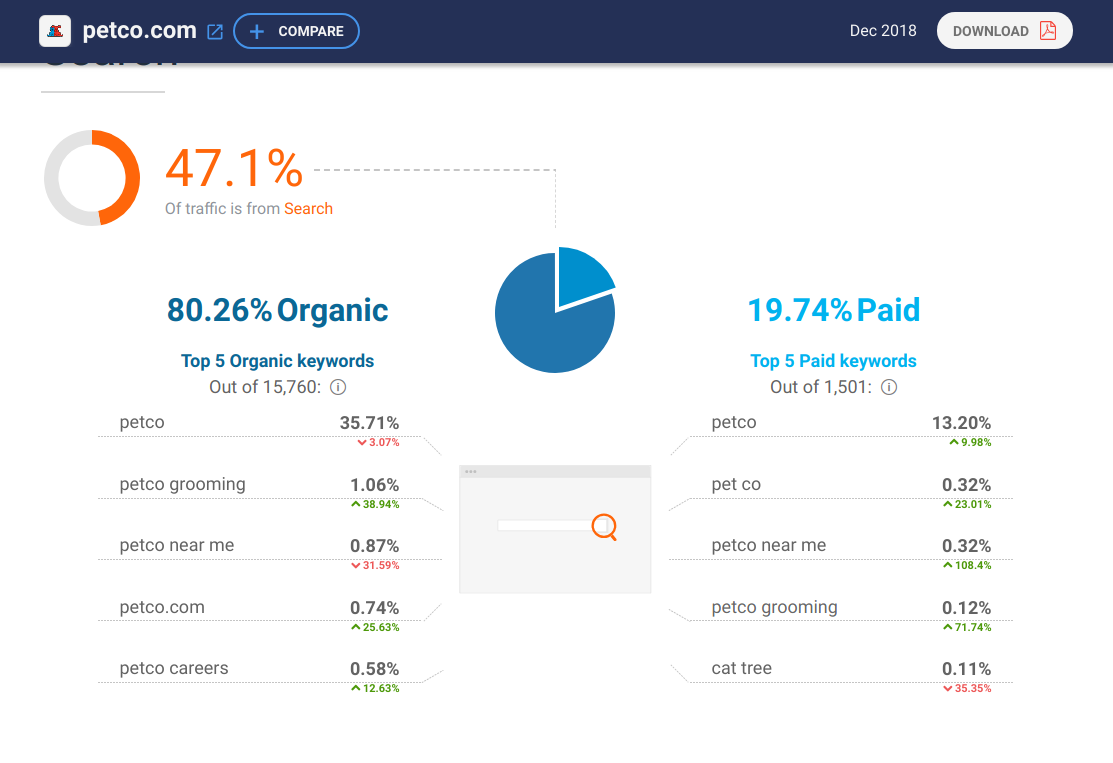 petco.com
COMPARE
Dec 2018
DOWNLOAD
Search
47.1%
Of traffic is from Search
80.26% Organic
Top 5 Organic keywords
Out of 15,760:
petco 35.71%
3.07%
petco grooming 1.06%
38.94%
petco near me 0.87%
31.59%
petco.com 0.74%
25.63%
petco careers 0.58%
12.63%
19.74% Paid
Top 5 Paid keywords
Out of 1,501:
petco 13.20%
9.98%
pet co 0.32%
23.01%
petco near me 0.32%
108.4%
petco grooming 0.12%
71.74%
cat tree 0.11%
35.35%